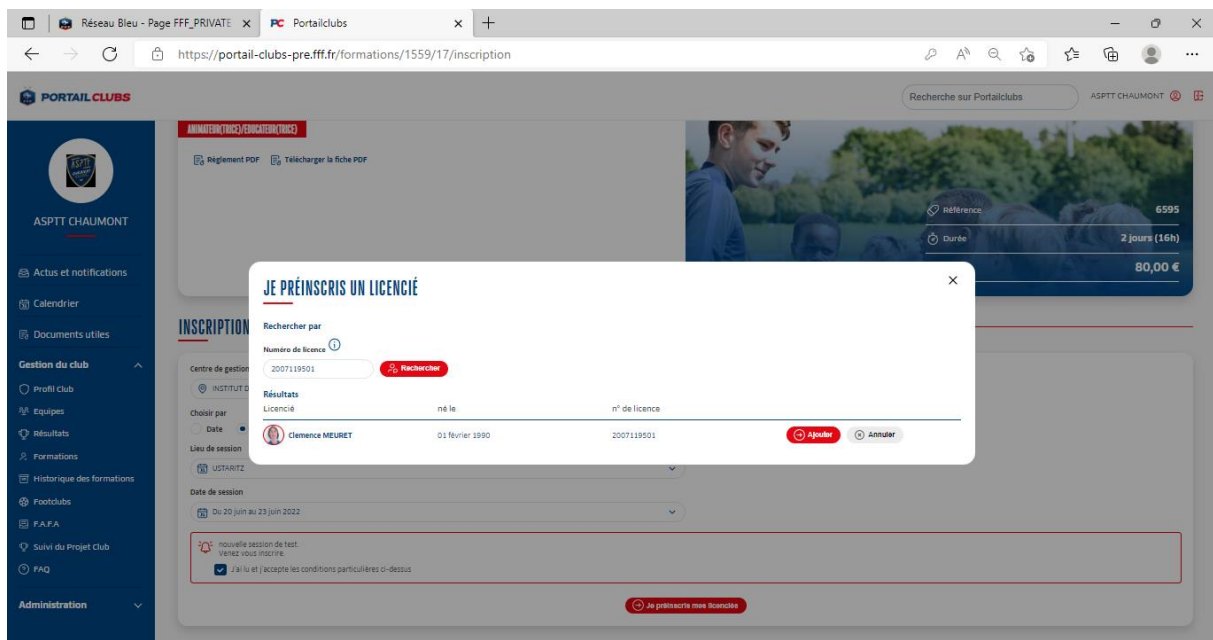 Réseau Bleu - Page FFF_PRIVATE
PC Portailclubs
https://portail-clubs-pre.fff.fr/formations/1559/17/inscription
PORTAIL CLUBS
Recherche sur Portailclubs
ASPTT CHAUMONT
ASPTT
ASPTT CHAUMONT
Actus et notifications
Calendrier
Documents utiles
Gestion du club
Profil Club
Equipes
Résultats
Formations
Historique des formations
Footclubs
F.A.F.A
Suivi du Projet Club
FAQ
Administration
ANIMATEUR(TRICE)/EDUCATEUR(TRICE)
Règlement PDF Télécharger la fiche PDF
Référence 6595
Durée 2 jours (16h)
80,00 €
JE PRÉINSCRIS UN LICENCIÉ
Rechercher par
Numéro de licence
2007119501 Rechercher
Résultats
Licencié né le n° de licence
Clemence MEURET 01 février 1990 2007119501 Ajouter Annuler
INSCRIPTION
Centre de gestion
INSTITUT D
Choisir par
Date
Lieu de session
USTARITZ
Date de session
Du 20 juin au 23 juin 2022
nouvelle session de test.
Venez vous inscrire.
J'ai lu et j'accepte les conditions particulières ci-dessus
Je préinscris mes licenciés